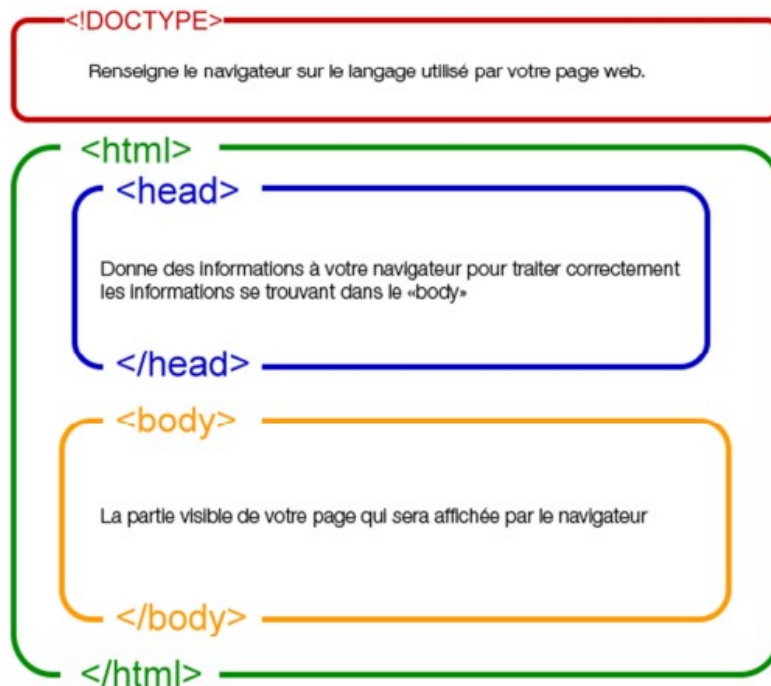 <!DOCTYPE>
Renseigne le navigateur sur le langage utilisé par votre page web.
<html>
<head>
Donne des informations à votre navigateur pour traiter correctement
les informations se trouvant dans le «body»
</head>
<body>
La partie visible de votre page qui sera affichée par le navigateur
</body>
</html>